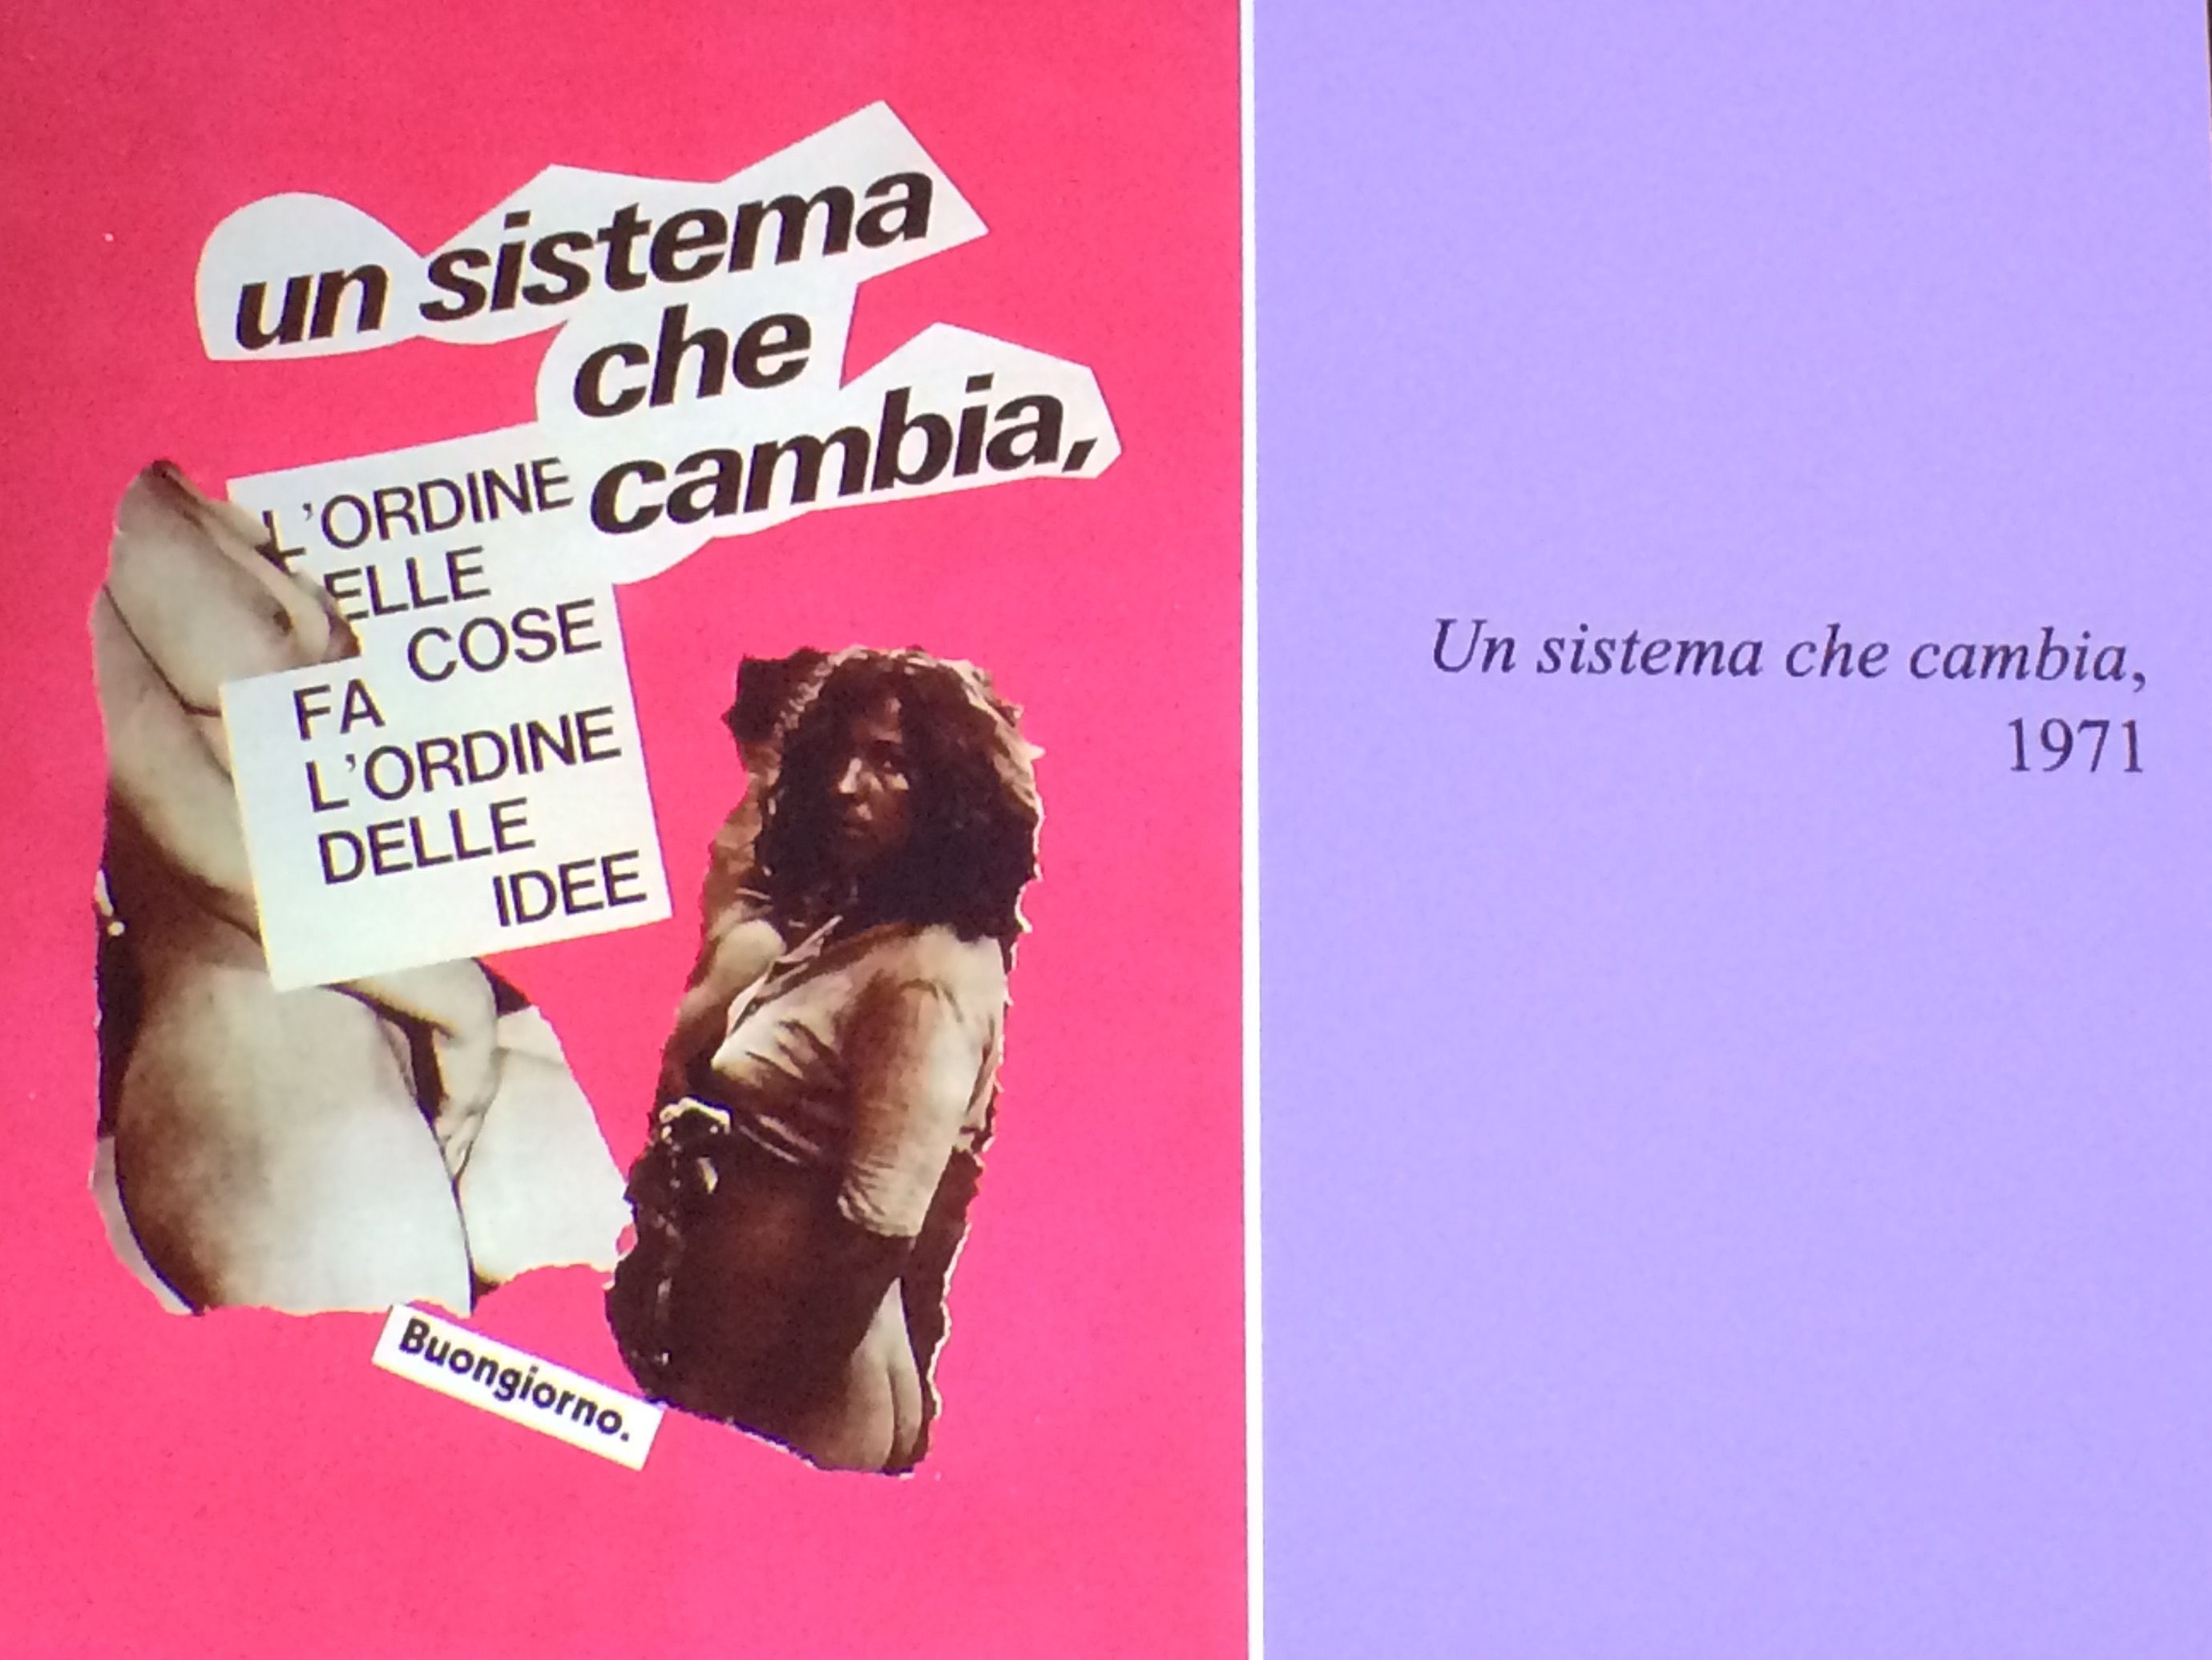 un sistema
che
cambia,
L'ORDINE
ELLE
COSE
FA
L'ORDINE
DELLE
IDEE
Buongiorno.
Un sistema che cambia,
1971